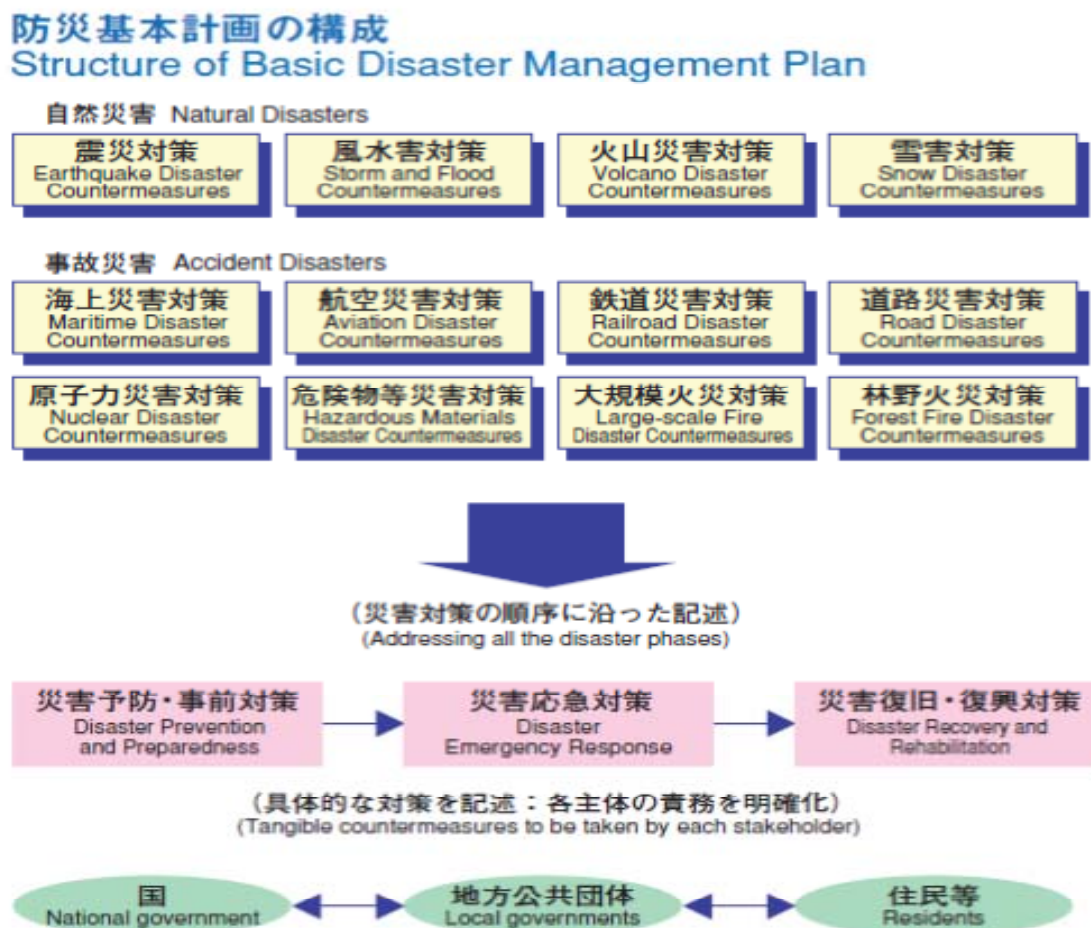 防災基本計画の構成
Structure of Basic Disaster Management Plan
自然災害 Natural Disasters
震災対策
Earthquake Disaster
Countermeasures
風水害対策
Storm and Flood
Countermeasures
火山災害対策
Volcano Disaster
Countermeasures
雪害対策
Snow Disaster
Countermeasures
事故災害 Accident Disasters
海上災害対策
Maritime Disaster
Countermeasures
航空災害対策
Aviation Disaster
Countermeasures
鉄道災害対策
Railroad Disaster
Countermeasures
道路災害対策
Road Disaster
Countermeasures
原子力災害対策
Nuclear Disaster
Countermeasures
危険物等災害対策
Hazardous Materials
Disaster Countermeasures
大規模火災対策
Large-scale Fire
Disaster Countermeasures
林野火災対策
Forest Fire Disaster
Countermeasures
(災害対策の順序に沿った記述)
(Addressing all the disaster phases)
災害予防・事前対策
Disaster Prevention
and Preparedness
災害応急対策
Disaster
Emergency Response
災害復旧・復興対策
Disaster Recovery and
Rehabilitation
(具体的な対策を記述：各主体の責務を明確化)
(Tangible countermeasures to be taken by each stakeholder)
国
National government
地方公共団体
Local governments
住民等
Residents